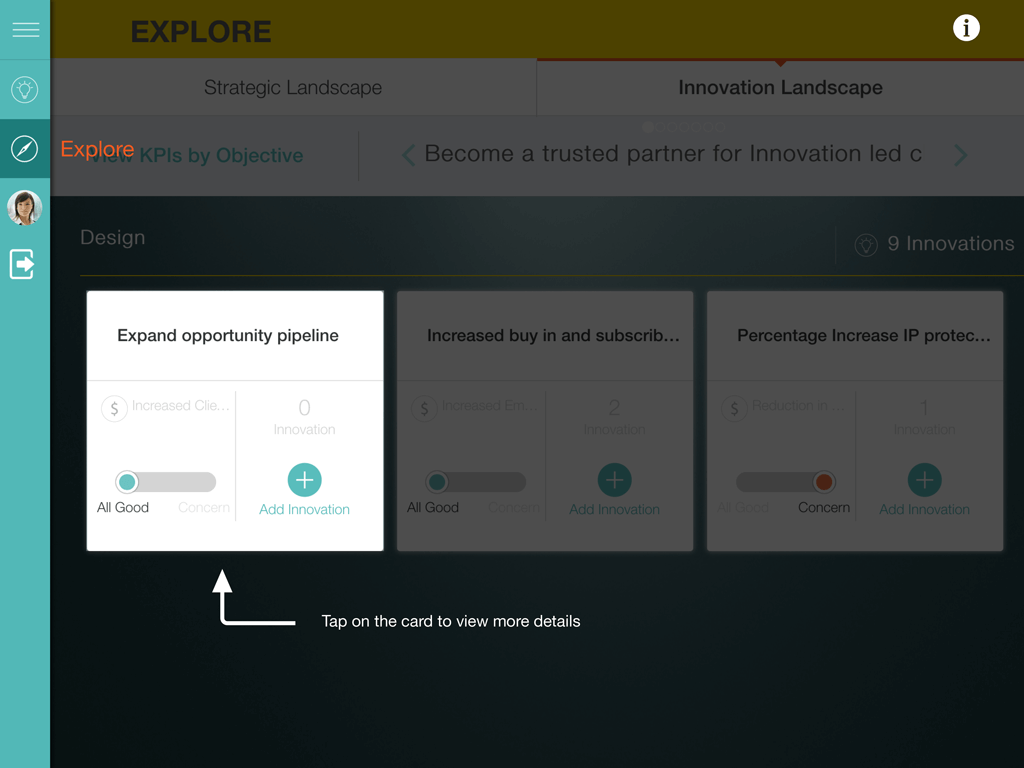 EXPLORE
i
Strategic Landscape
Innovation Landscape
Explore
View KPIs by Objective
Become a trusted partner for Innovation led c
Design
9 Innovations
Expand opportunity pipeline
$ Increased Clie...
0
Innovation
All Good
Concern
Add Innovation
Increased buy in and subscrib...
$ Increased Em...
2
Innovation
All Good
Concern
Add Innovation
Percentage Increase IP protec...
$ Reduction in ...
1
Innovation
All Good
Concern
Add Innovation
Tap on the card to view more details